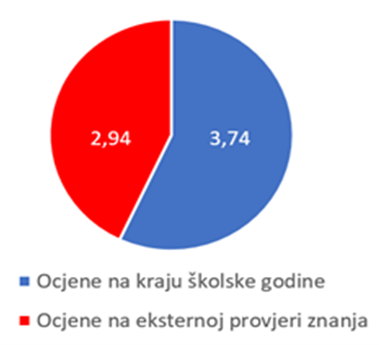 2,94
3,74
Ocjene na kraju školske godine
Ocjene na eksternoj provjeri znanja